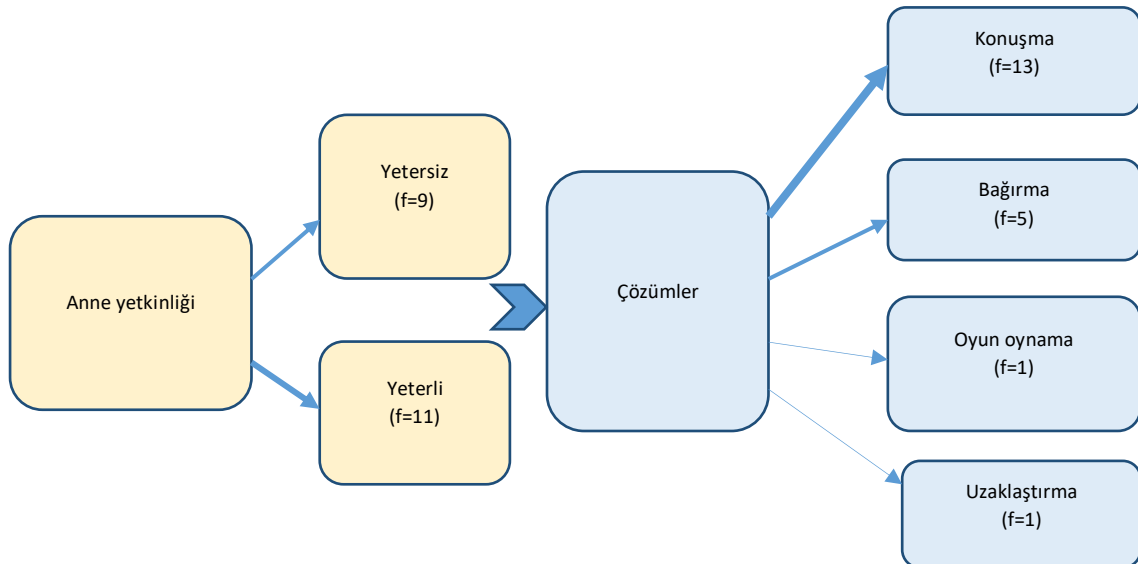 Anne yetkinliği
Yetersiz
(f=9)
Yeterli
(f=11)
Çözümler
Konuşma
(f=13)
Bağırma
(f=5)
Oyun oynama
(f=1)
Uzaklaştırma
(f=1)